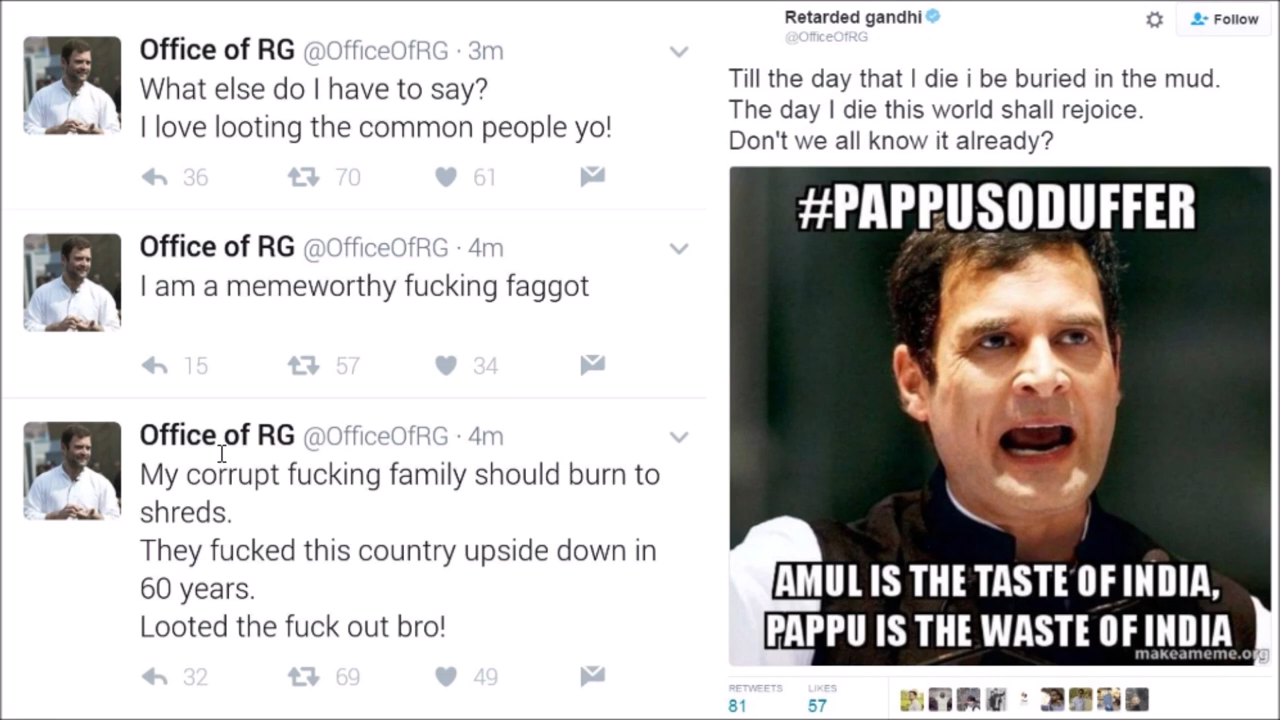 Office of RG @OfficeOfRG · 3m
What else do I have to say?
I love looting the common people yo!
36 70 61
Office of RG @OfficeOfRG · 4m
I am a memeworthy fucking faggot
15 57 34
Office of RG @OfficeOfRG · 4m
My corrupt fucking family should burn to
shreds.
They fucked this country upside down in
60 years.
Looted the fuck out bro!
32 69 49
Retarded gandhi
@OfficeOfRG
Follow
Till the day that I die i be buried in the mud.
The day I die this world shall rejoice.
Don't we all know it already?
#PAPPUSODUFFER
AMUL IS THE TASTE OF INDIA,
PAPPU IS THE WASTE OF INDIA
makeameme.org
RETWEETS LIKES
81 57